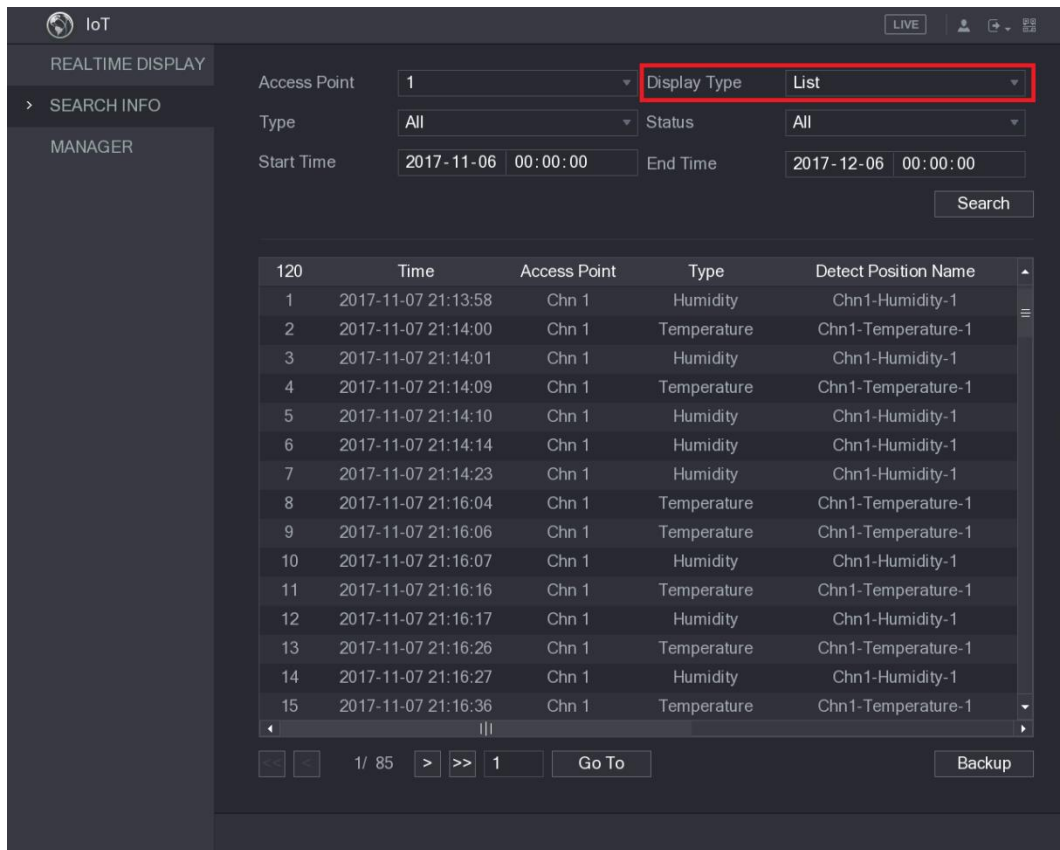 IoT LIVE
REALTIME DISPLAY
SEARCH INFO
MANAGER
Access Point 1 Display Type List
Type All Status All
Start Time 2017-11-06 00:00:00 End Time 2017-12-06 00:00:00
Search
120 Time Access Point Type Detect Position Name
1 2017-11-07 21:13:58 Chn 1 Humidity Chn1-Humidity-1
2 2017-11-07 21:14:00 Chn 1 Temperature Chn1-Temperature-1
3 2017-11-07 21:14:01 Chn 1 Humidity Chn1-Humidity-1
4 2017-11-07 21:14:09 Chn 1 Temperature Chn1-Temperature-1
5 2017-11-07 21:14:10 Chn 1 Humidity Chn1-Humidity-1
6 2017-11-07 21:14:14 Chn 1 Humidity Chn1-Humidity-1
7 2017-11-07 21:14:23 Chn 1 Humidity Chn1-Humidity-1
8 2017-11-07 21:16:04 Chn 1 Temperature Chn1-Temperature-1
9 2017-11-07 21:16:06 Chn 1 Temperature Chn1-Temperature-1
10 2017-11-07 21:16:07 Chn 1 Humidity Chn1-Humidity-1
11 2017-11-07 21:16:16 Chn 1 Temperature Chn1-Temperature-1
12 2017-11-07 21:16:17 Chn 1 Humidity Chn1-Humidity-1
13 2017-11-07 21:16:26 Chn 1 Temperature Chn1-Temperature-1
14 2017-11-07 21:16:27 Chn 1 Humidity Chn1-Humidity-1
15 2017-11-07 21:16:36 Chn 1 Temperature Chn1-Temperature-1
<< < 1/ 85 > >> 1 Go To Backup